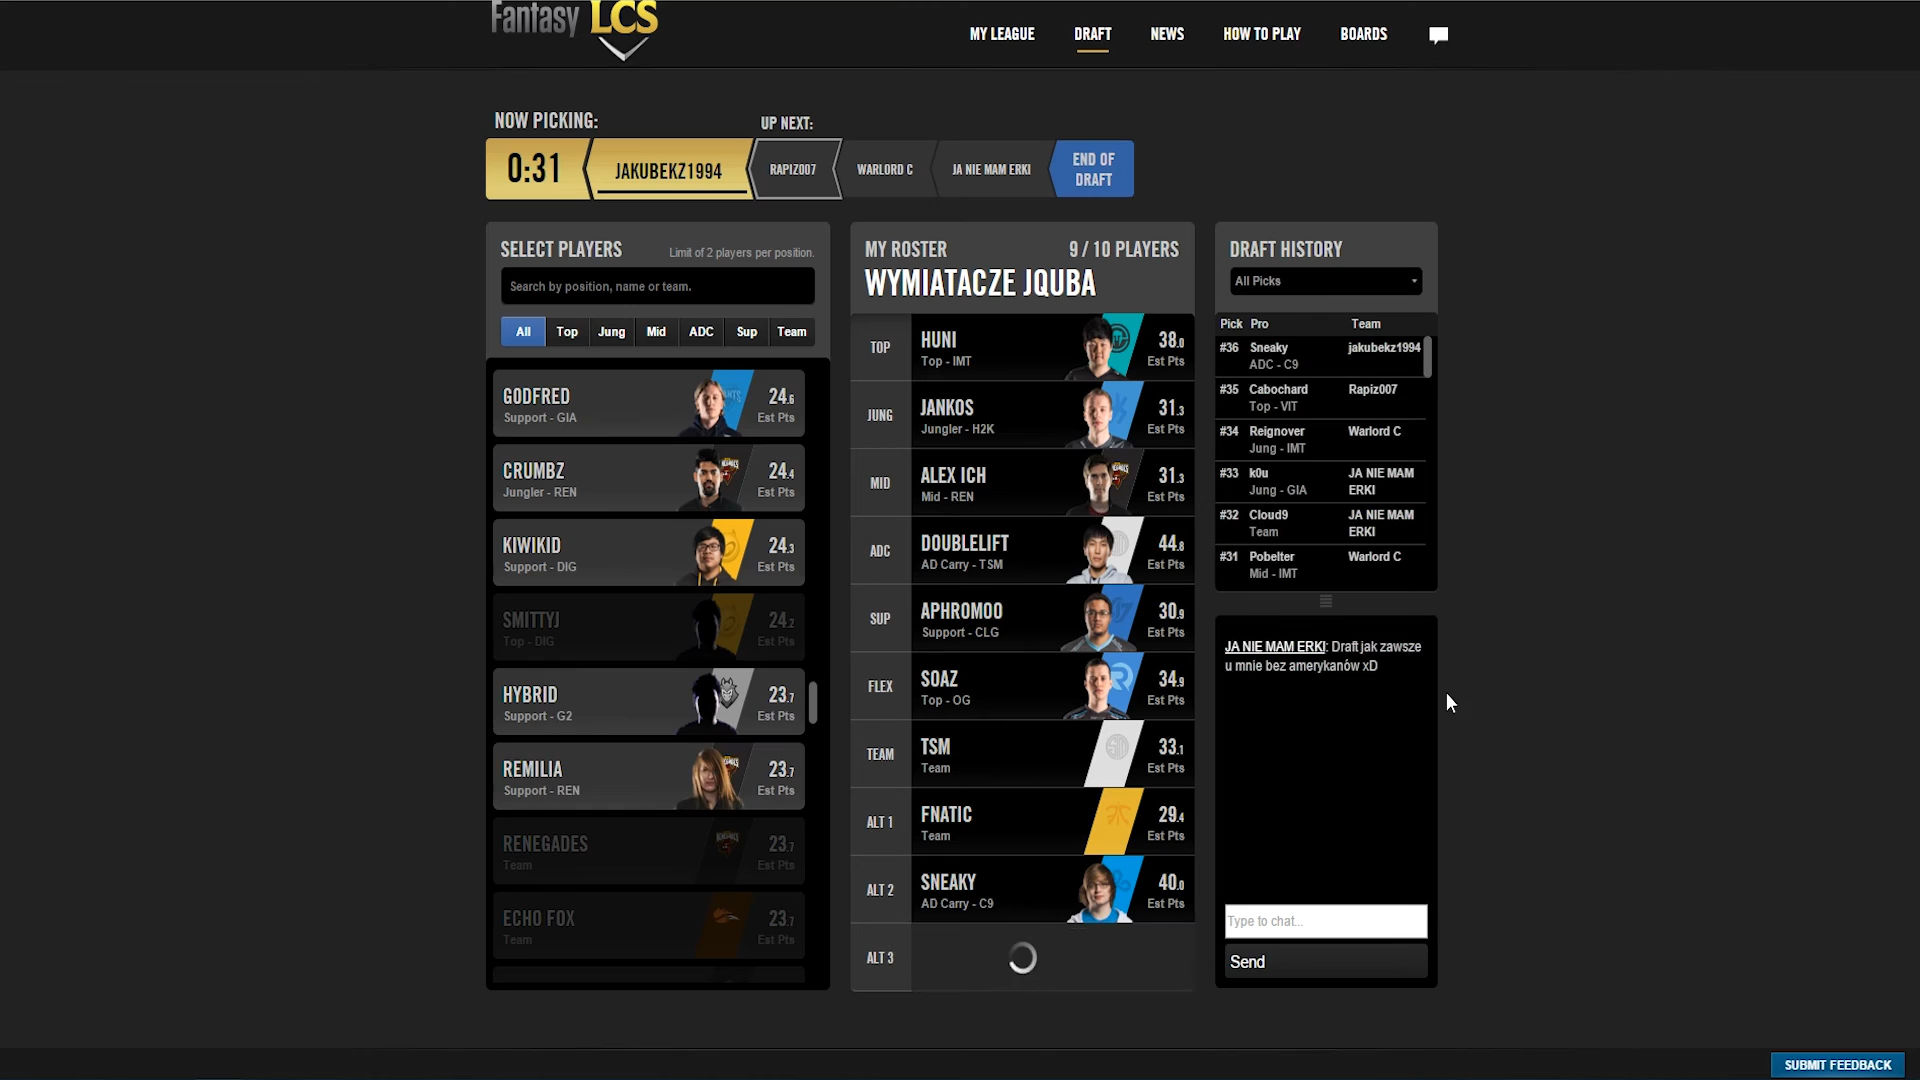 Fantasy LCS
MY LEAGUE
DRAFT
NEWS
HOW TO PLAY
BOARDS
NOW PICKING:
UP NEXT:
0:31
JAKUBEKZ1994
RAPIZ007
WARLORD C
JA NIE MAM ERKI
END OF
DRAFT
SELECT PLAYERS
Limit of 2 players per position.
Search by position, name or team.
All
Top
Jung
Mid
ADC
Sup
Team
GODFRED
24.6
Support - GIA
Est Pts
CRUMBZ
24.4
Jungler - REN
Est Pts
KIWIKID
24.3
Support - DIG
Est Pts
SMITTYJ
24.2
Top - DIG
Est Pts
HYBRID
23.7
Support - G2
Est Pts
REMILIA
23.7
Support - REN
Est Pts
RENEGADES
23.7
Team
Est Pts
ECHO FOX
23.7
Team
Est Pts
MY ROSTER
9 / 10 PLAYERS
WYMIATACZE JQUBA
TOP
HUNI
38.0
Top - IMT
Est Pts
JUNG
JANKOS
31.3
Jungler - H2K
Est Pts
MID
ALEX ICH
31.3
Mid - REN
Est Pts
ADC
DOUBLELIFT
44.8
AD Carry - TSM
Est Pts
SUP
APHROMOO
30.9
Support - CLG
Est Pts
FLEX
SOAZ
34.9
Top - OG
Est Pts
TEAM
TSM
33.1
Team
Est Pts
ALT 1
FNATIC
29.4
Team
Est Pts
ALT 2
SNEAKY
40.0
AD Carry - C9
Est Pts
ALT 3
DRAFT HISTORY
All Picks
Pick Pro Team
#36 Sneaky jakubekz1994
ADC - C9
#35 Cabochard Rapiz007
Top - VIT
#34 Reignover Warlord C
Jung - IMT
#33 k0u JA NIE MAM
Jung - GIA ERKI
#32 Cloud9 JA NIE MAM
Team ERKI
#31 Pobelter Warlord C
Mid - IMT
JA NIE MAM ERKI: Draft jak zawsze
u mnie bez amerykanów xD
Type to chat...
Send
SUBMIT FEEDBACK